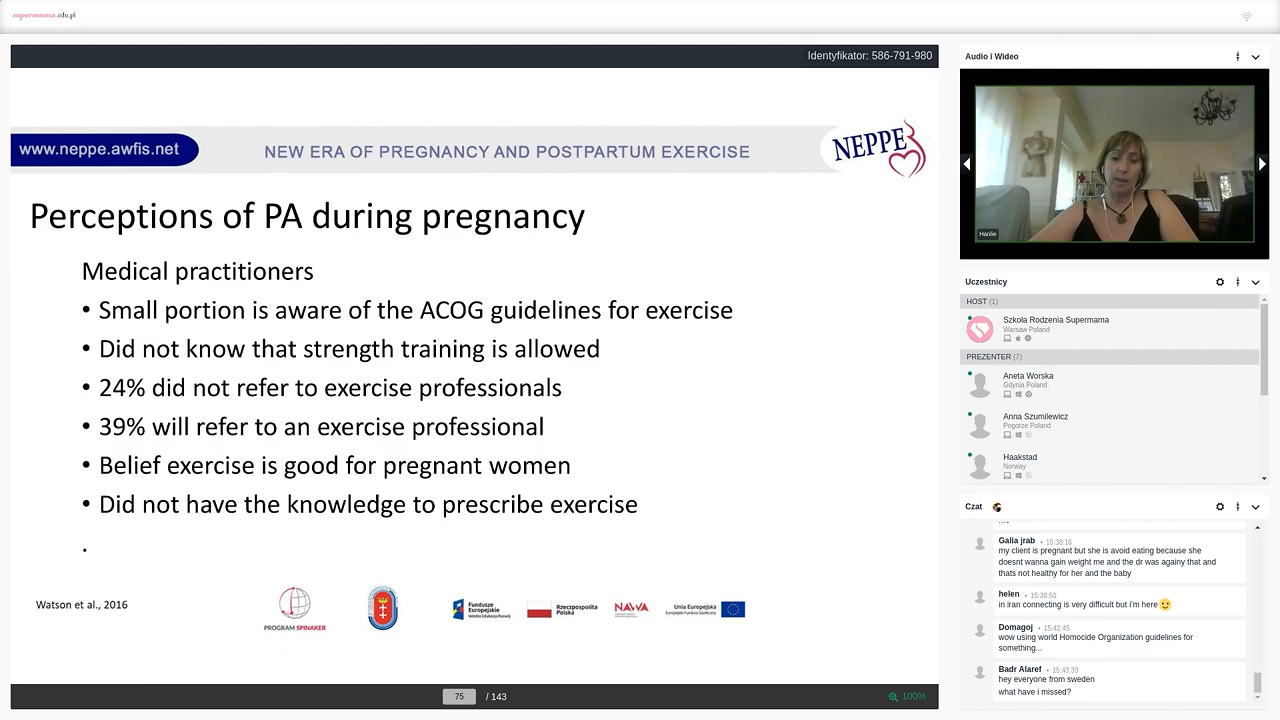 supermama.edu.pl
Identyfikator: 586-791-980
www.neppe.awfis.net
NEW ERA OF PREGNANCY AND POSTPARTUM EXERCISE
NEPPE
Perceptions of PA during pregnancy
Medical practitioners
• Small portion is aware of the ACOG guidelines for exercise
• Did not know that strength training is allowed
• 24% did not refer to exercise professionals
• 39% will refer to an exercise professional
• Belief exercise is good for pregnant women
• Did not have the knowledge to prescribe exercise
.
Watson et al., 2016
PROGRAM SPINAKER
Fundusze
Europejskie
Wiedza Edukacja Rozwój
Rzeczpospolita
Polska
NAWA
Unia Europejska
Europejski Fundusz Społeczny
75 / 143
100%
Audio i Wideo
Hanlie
Uczestnicy
HOST (1)
Szkoła Rodzenia Supermama
Warsaw Poland
PREZENTER (7)
Aneta Worska
Gdynia Poland
Anna Szumilewicz
Pogorze Poland
Haakstad
Norway
Czat
Galia jrab • 15:38:16
my client is pregnant but she is avoid eating because she
doesnt wanna gain weight me and the dr was againy that and
thats not healthy for her and the baby
helen • 15:38:50
in iran connecting is very difficult but i'm here
Domagoj • 15:42:45
wow using world Homocide Organization guidelines for
something...
Badr Alaref • 15:43:39
hey everyone from sweden
what have i missed?